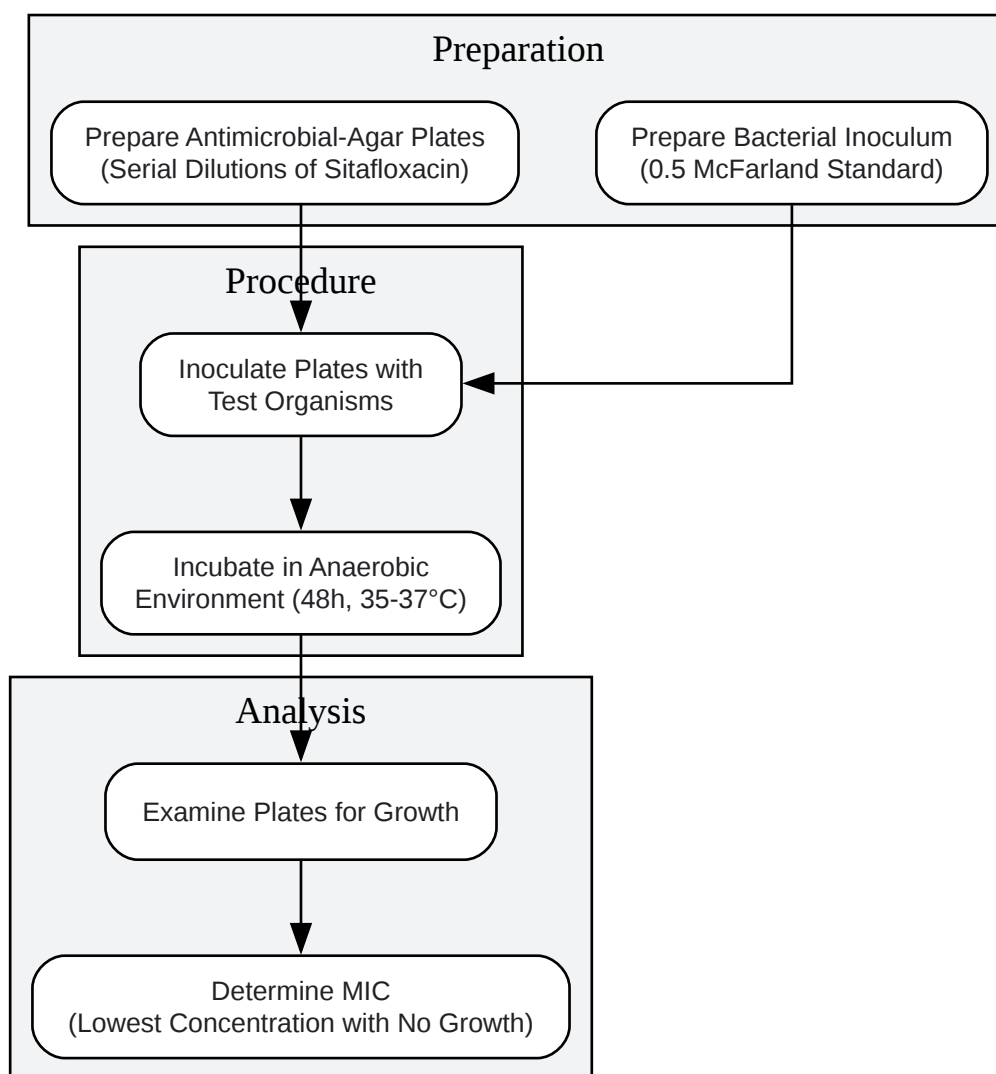 Preparation
Prepare Antimicrobial-Agar Plates
(Serial Dilutions of Sitafloxacin)
Prepare Bacterial Inoculum
(0.5 McFarland Standard)
Procedure
Inoculate Plates with
Test Organisms
Incubate in Anaerobic
Environment (48h, 35-37°C)
Analysis
Examine Plates for Growth
Determine MIC
(Lowest Concentration with No Growth)